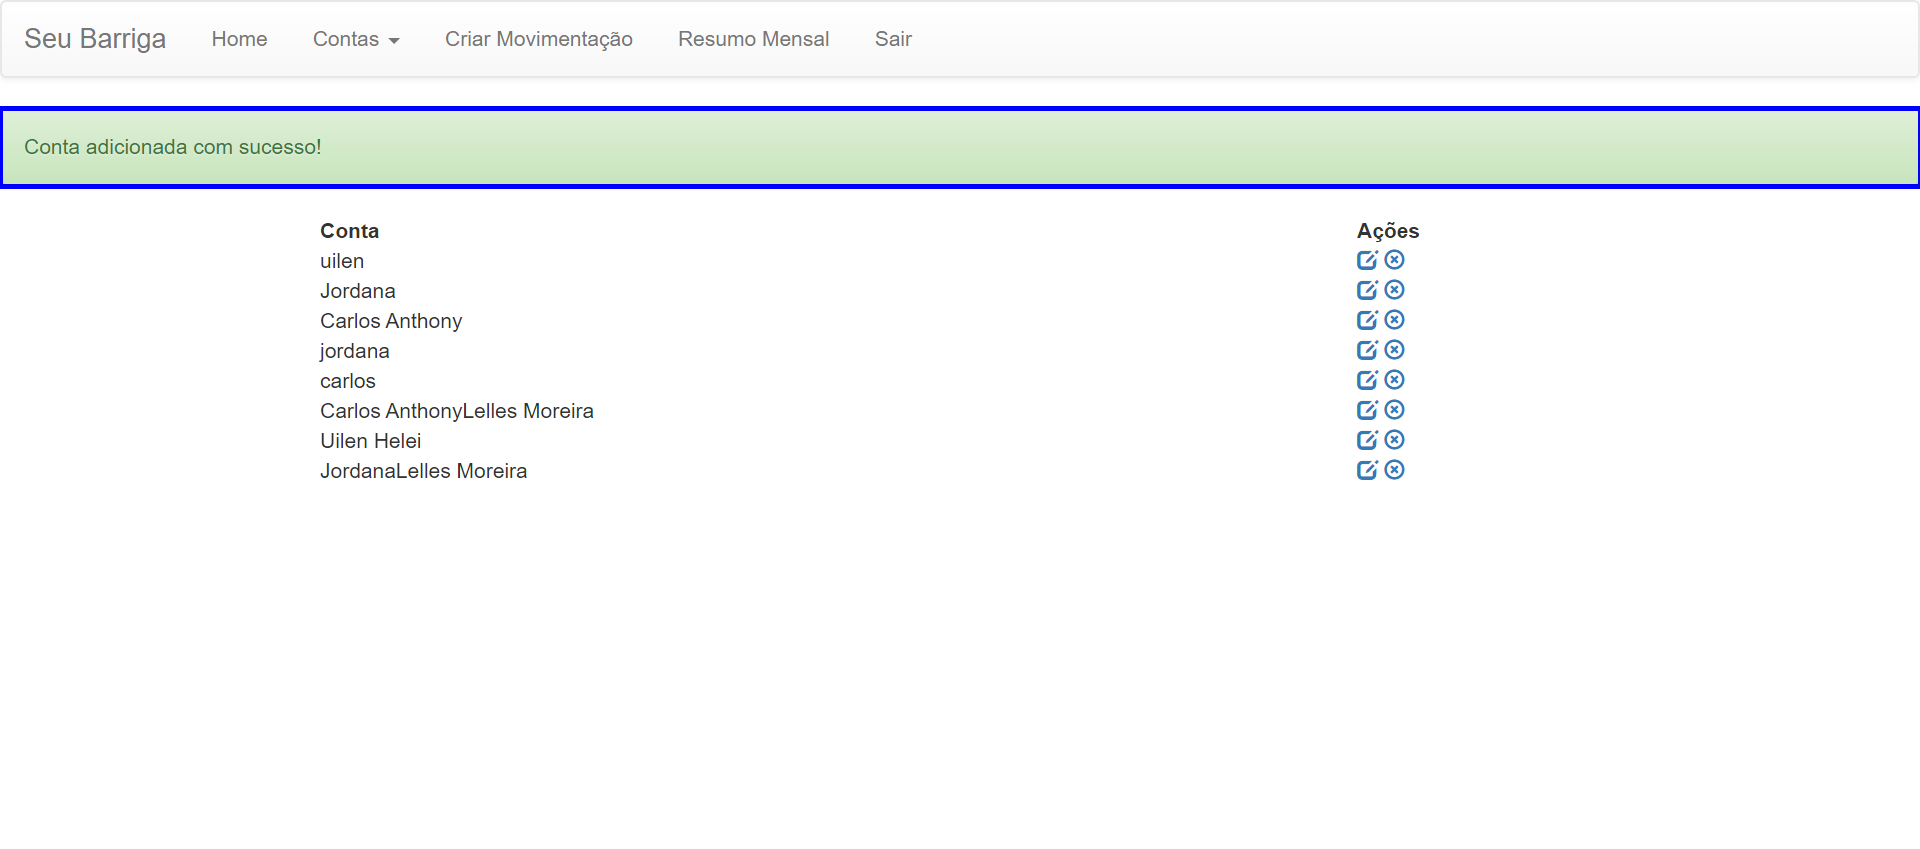 Seu Barriga Home Contas Criar Movimentação Resumo Mensal Sair
Conta adicionada com sucesso!
Conta Ações
uilen
Jordana
Carlos Anthony
jordana
carlos
Carlos AnthonyLelles Moreira
Uilen Helei
JordanaLelles Moreira